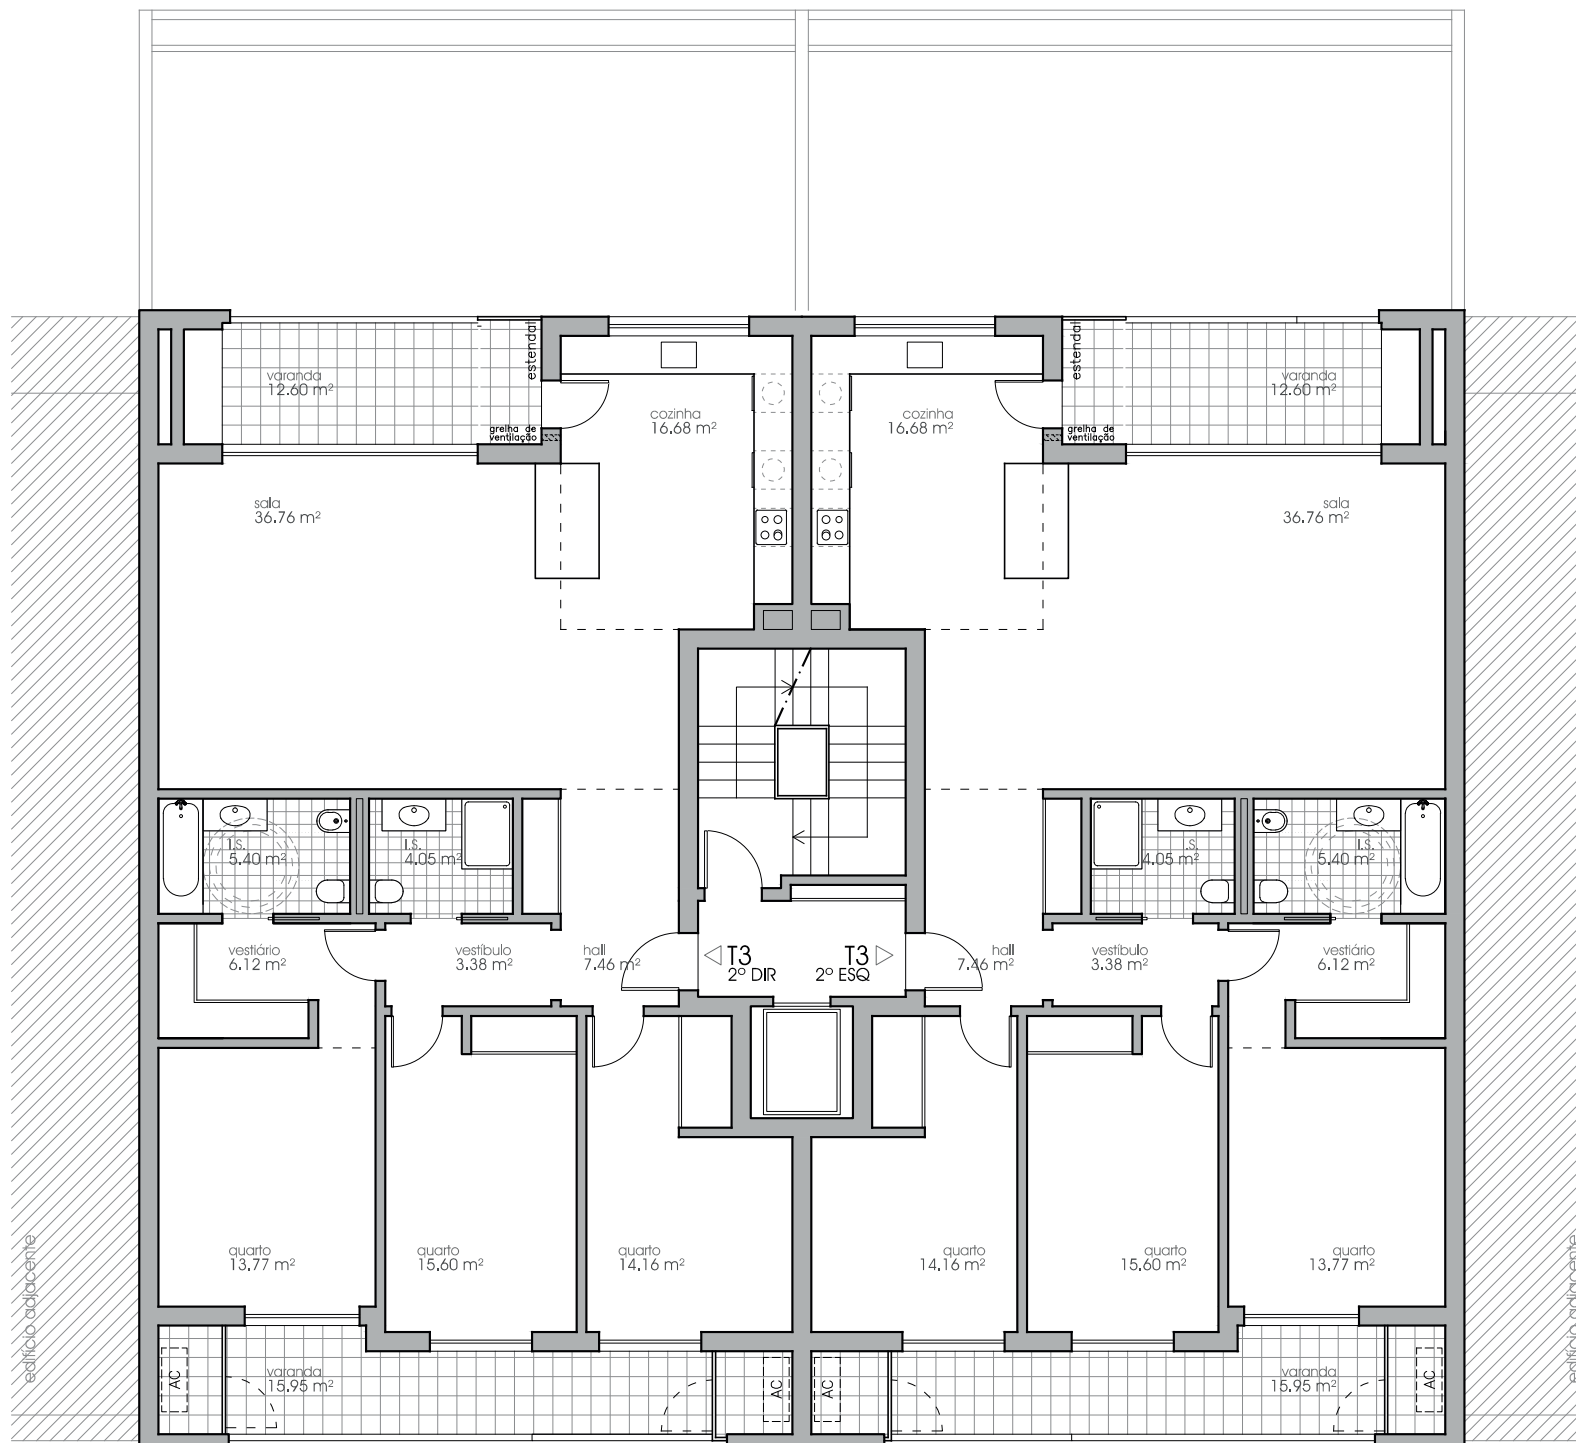 estendal
estendal
varanda
12.60 m²
varanda
12.60 m²
grelha de
ventilação
grelha de
ventilação
cozinha
16.68 m²
cozinha
16.68 m²
sala
36.76 m²
sala
36.76 m²
I.S.
5.40 m²
I.S.
4.05 m²
I.S.
4.05 m²
I.S.
5.40 m²
vestiário
6.12 m²
vestíbulo
3.38 m²
hall
7.46 m²
T3
2º DIR
T3
2º ESQ
hall
7.46 m²
vestíbulo
3.38 m²
vestiário
6.12 m²
quarto
13.77 m²
quarto
15.60 m²
quarto
14.16 m²
quarto
14.16 m²
quarto
15.60 m²
quarto
13.77 m²
edifício adjacente
edifício adjacente
AC
varanda
15.95 m²
AC
AC
varanda
15.95 m²
AC